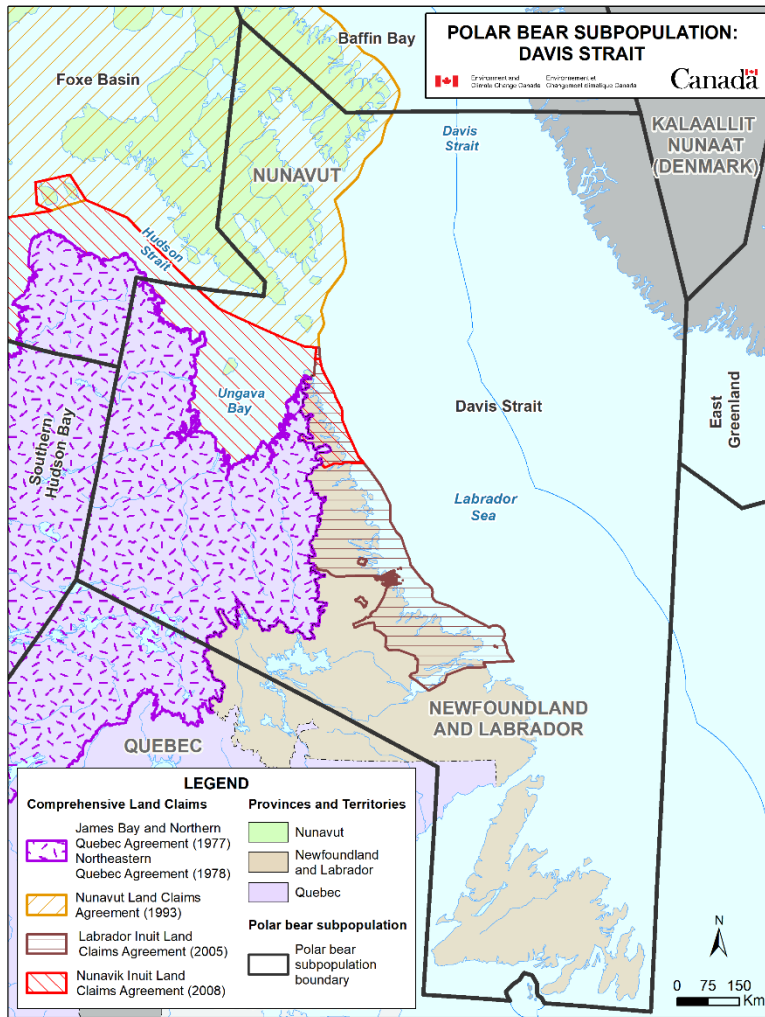 POLAR BEAR SUBPOPULATION:
DAVIS STRAIT
Environment and
Climate Change Canada
Environnement et
Changement climatique Canada
Canada
Baffin Bay
Foxe Basin
Davis
Strait
KALAALLIT
NUNAAT
(DENMARK)
NUNAVUT
Hudson
Strait
Ungava
Bay
Davis Strait
East
Greenland
Southern
Hudson Bay
Labrador
Sea
NEWFOUNDLAND
AND LABRADOR
QUEBEC
LEGEND
Comprehensive Land Claims
James Bay and Northern
Quebec Agreement (1977)
Northeastern
Quebec Agreement (1978)
Nunavut Land Claims
Agreement (1993)
Labrador Inuit Land
Claims Agreement (2005)
Nunavik Inuit Land
Claims Agreement (2008)
Provinces and Territories
Nunavut
Newfoundland
and Labrador
Quebec
Polar bear subpopulation
Polar bear
subpopulation
boundary
N
0 75 150
Km